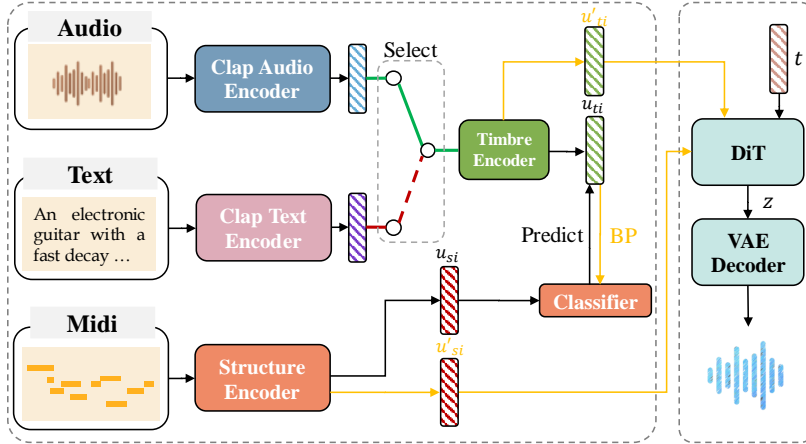 Audio
Clap Audio
Encoder
Select
u'ti
t
uti
Timbre
Encoder
DiT
Text
An electronic
guitar with a
fast decay ...
Clap Text
Encoder
Predict
BP
z
VAE
Decoder
usi
Classifier
Midi
Structure
Encoder
u'si